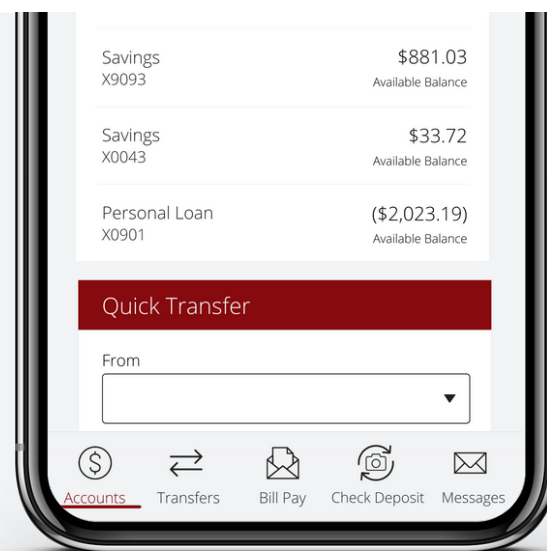 Savings
$881.03
X9093
Available Balance
Savings
$33.72
X0043
Available Balance
Personal Loan
($2,023.19)
X0901
Available Balance
Quick Transfer
From
Accounts
Transfers
Bill Pay
Check Deposit
Messages